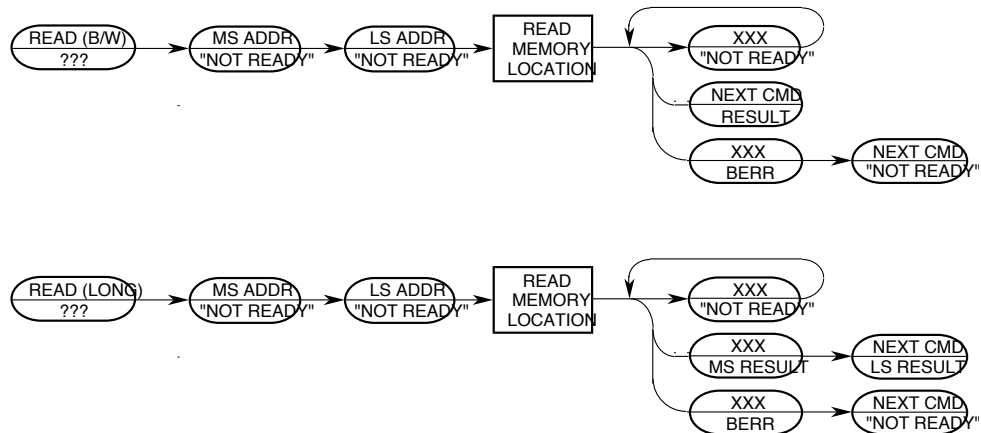 READ (B/W)
???
MS ADDR
"NOT READY"
LS ADDR
"NOT READY"
READ
MEMORY
LOCATION
XXX
"NOT READY"
NEXT CMD
RESULT
XXX
BERR
NEXT CMD
"NOT READY"
READ (LONG)
???
MS ADDR
"NOT READY"
LS ADDR
"NOT READY"
READ
MEMORY
LOCATION
XXX
"NOT READY"
XXX
MS RESULT
NEXT CMD
LS RESULT
XXX
BERR
NEXT CMD
"NOT READY"